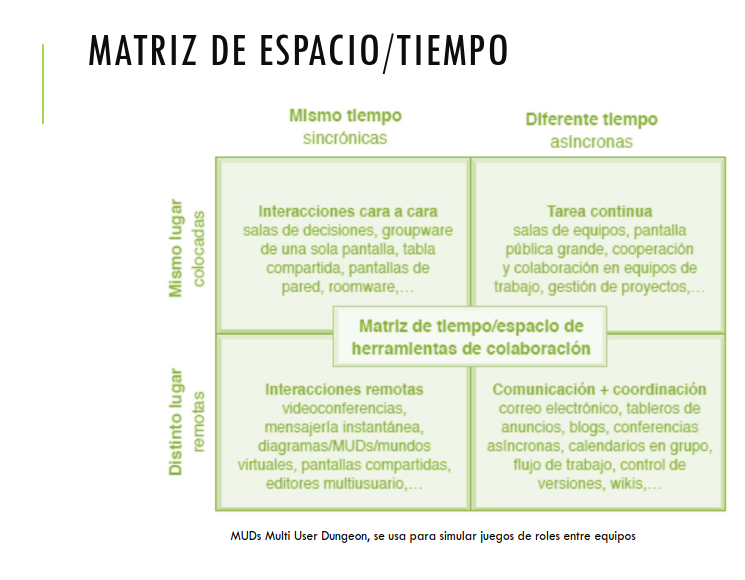 MATRIZ DE ESPACIO/TIEMPO
Mismo tiempo
sincrónicas
Diferente tiempo
asíncronas
Mismo lugar
colocadas
Interacciones cara a cara
salas de decisiones, groupware
de una sola pantalla, tabla
compartida, pantallas de
pared, roomware,...
Tarea continua
salas de equipos, pantalla
pública grande, cooperación
y colaboración en equipos de
trabajo, gestión de proyectos,...
Matriz de tiempo/espacio de
herramientas de colaboración
Distinto lugar
remotas
Interacciones remotas
videoconferencias,
mensajería instantánea,
diagramas/MUDs/mundos
virtuales, pantallas compartidas,
editores multiusuario,...
Comunicación + coordinación
correo electrónico, tableros de
anuncios, blogs, conferencias
asíncronas, calendarios en grupo,
flujo de trabajo, control de
versiones, wikis,...
MUDs Multi User Dungeon, se usa para simular juegos de roles entre equipos